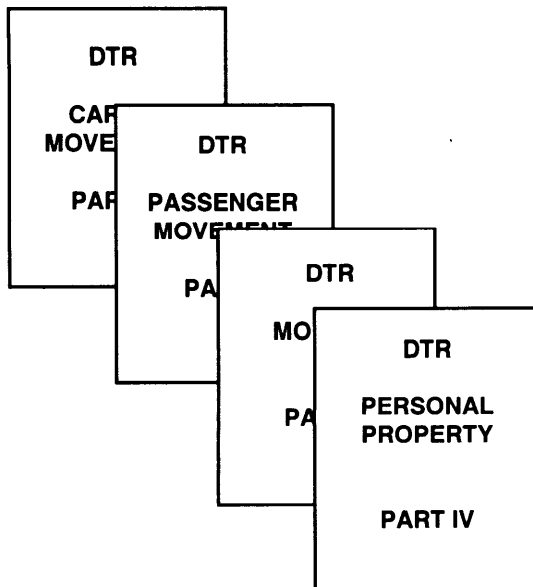 DTR
CAR
MOVE
PAR
DTR
PASSENGER
MOVEMENT
PA
DTR
MO
PA
DTR
PERSONAL
PROPERTY
PART IV